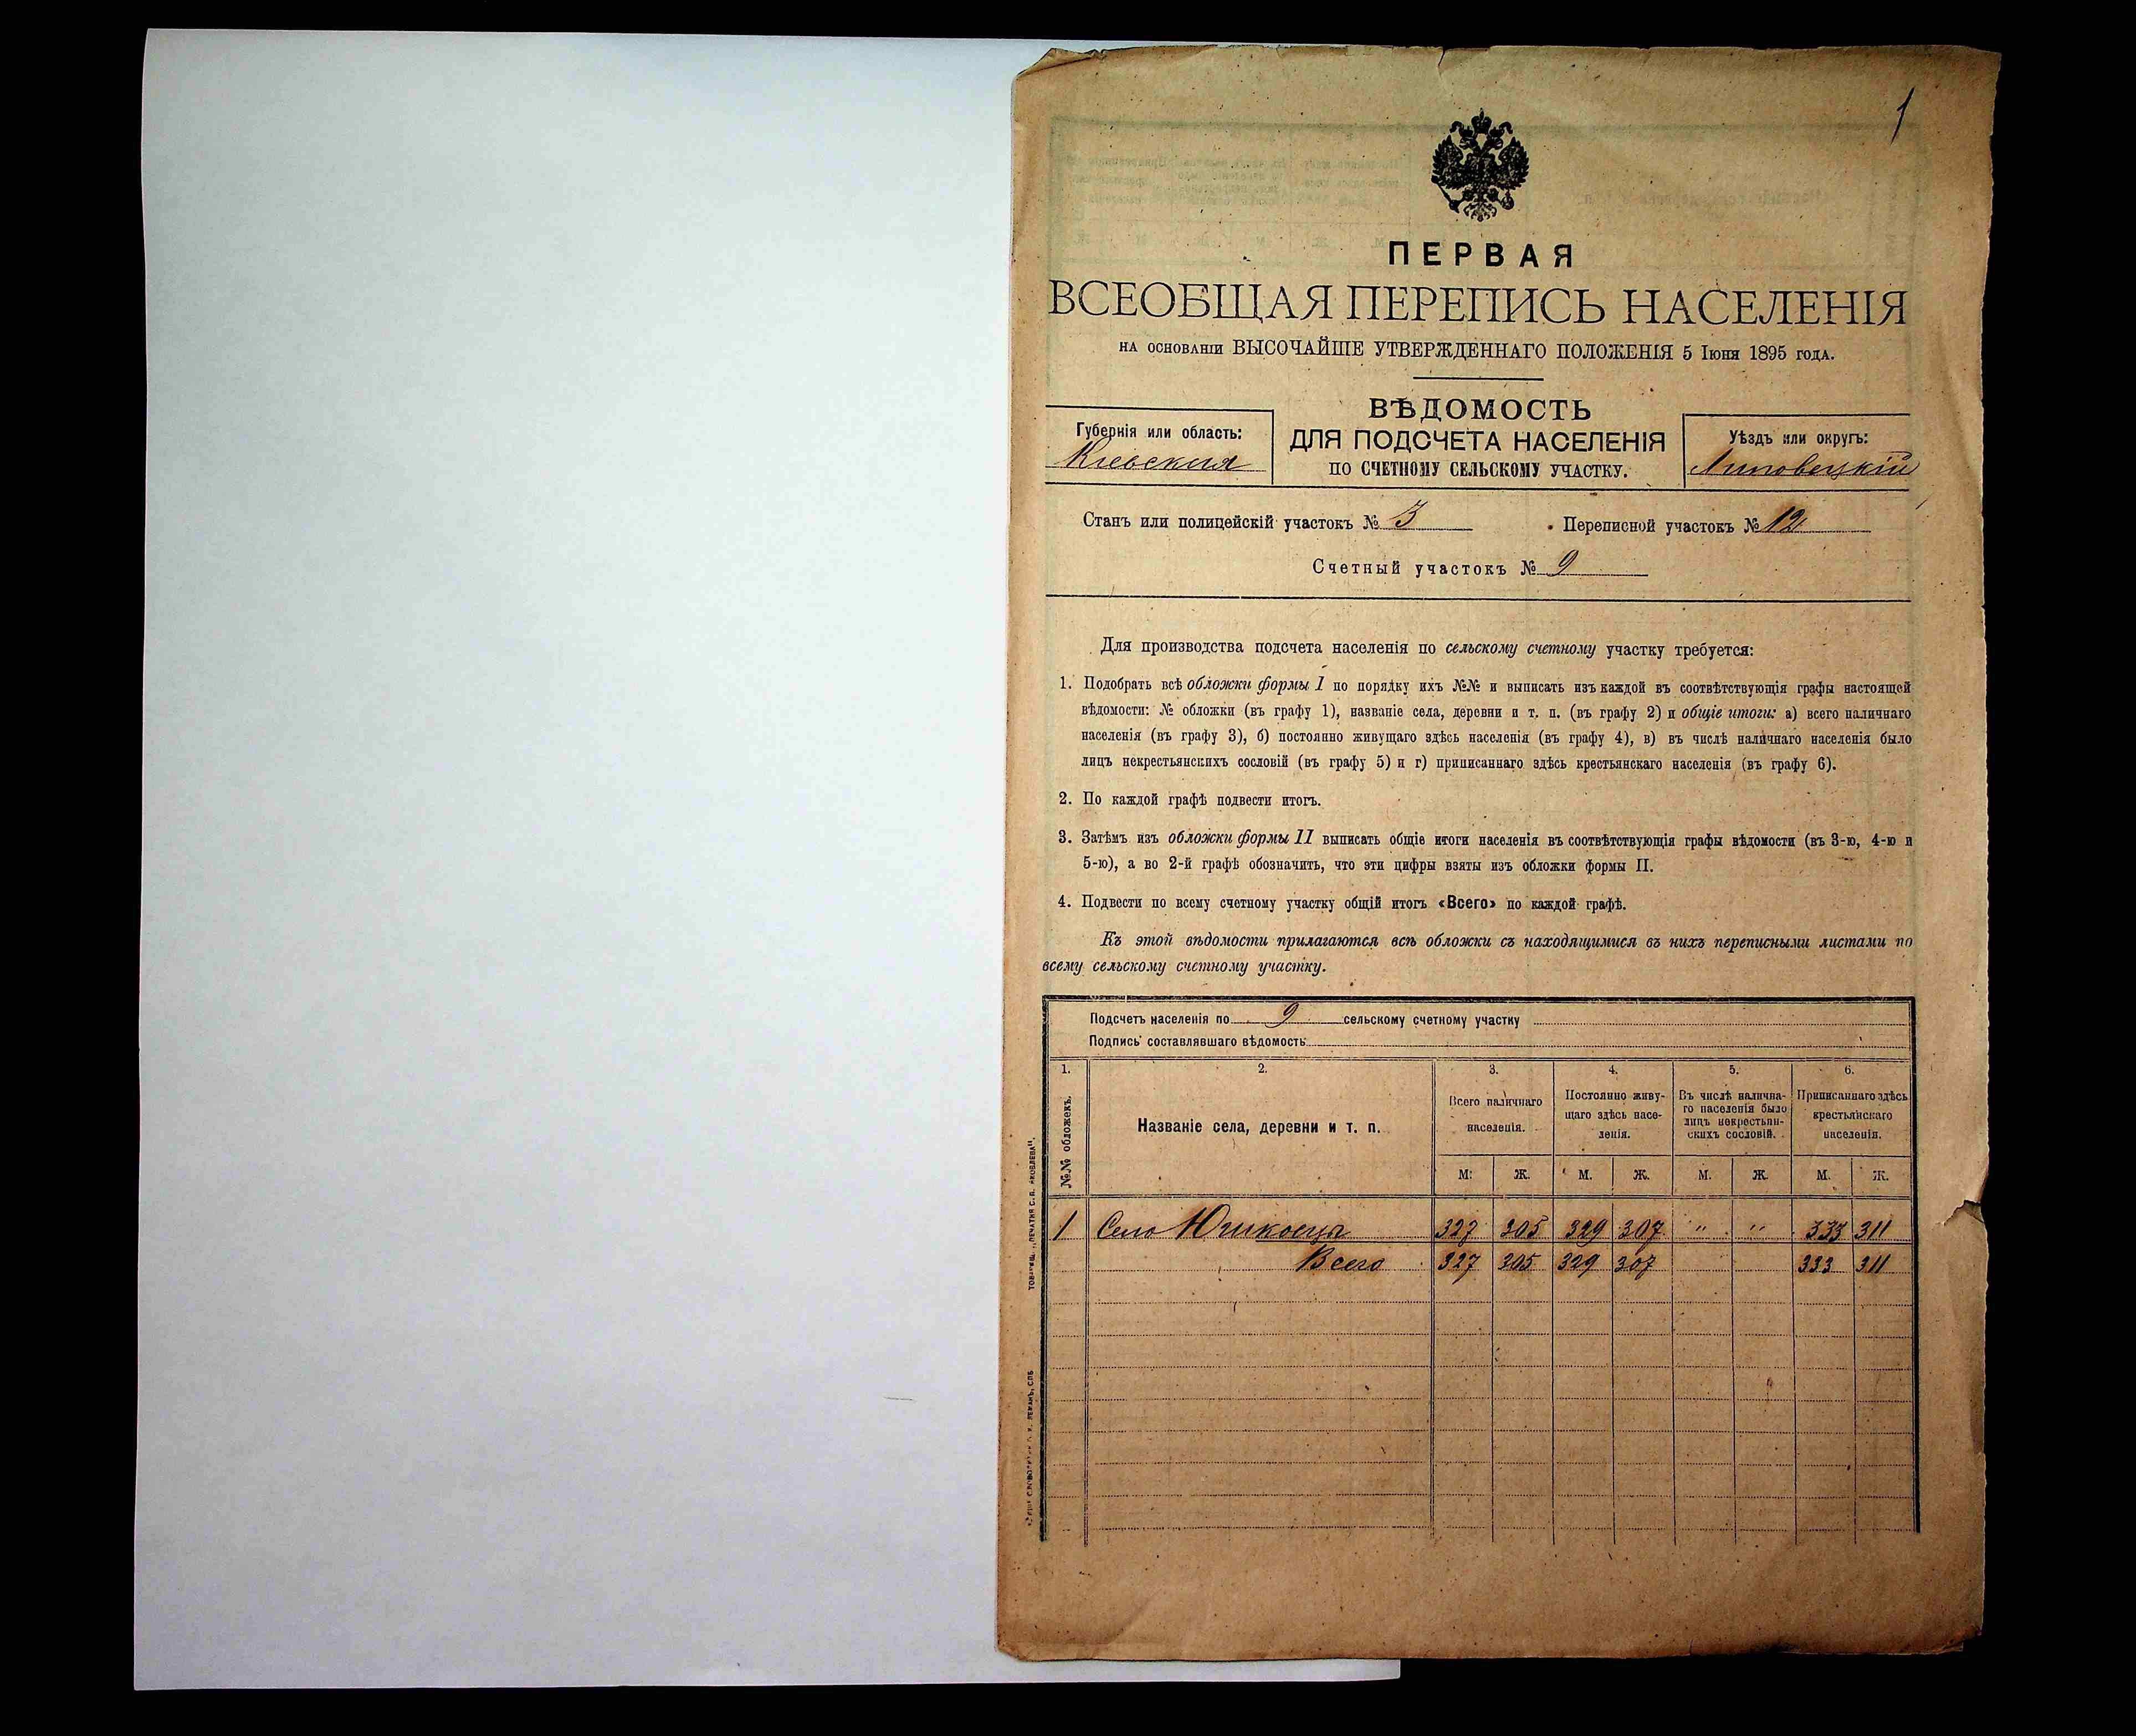 1
ПЕРВАЯ
ВСЕОБЩАЯ ПЕРЕПИСЬ НАСЕЛЕНІЯ
НА ОСНОВАНІИ ВЫСОЧАЙШЕ УТВЕРЖДЕННАГО ПОЛОЖЕНІЯ 5 Іюня 1895 года.
ВѢДОМОСТЬ
ДЛЯ ПОДСЧЕТА НАСЕЛЕНІЯ
ПО СЧЕТНОМУ СЕЛЬСКОМУ УЧАСТКУ.
Губернія или область:
Кіевская
Уѣздъ или округъ:
Липовецкій
Станъ или полицейскій участокъ № 3 Переписной участокъ № 12
Счетный участокъ № 9
Для производства подсчета населенія по сельскому счетному участку требуется:
1. Подобрать всѣ обложки формы I по порядку ихъ №№ и выписать изъ каждой въ соотвѣтствующія графы настоящей
вѣдомости: № обложки (въ графу 1), названіе села, деревни и т. п. (въ графу 2) и общіе итоги: а) всего наличнаго
населенія (въ графу 3), б) постоянно живущаго здѣсь населенія (въ графу 4), в) въ числѣ наличнаго населенія было
лицъ некрестьянскихъ сословій (въ графу 5) и г) приписаннаго здѣсь крестьянскаго населенія (въ графу 6).
2. По каждой графѣ подвести итогъ.
3. Затѣмъ изъ обложки формы II выписать общіе итоги населенія въ соотвѣтствующія графы вѣдомости (въ 3-ю, 4-ю и
5-ю), а во 2-й графѣ обозначить, что эти цифры взяты изъ обложки формы II.
4. Подвести по всему счетному участку общій итогъ «Всего» по каждой графѣ.
Къ этой вѣдомости прилагаются всѣ обложки съ находящимися въ нихъ переписными листами по
всему сельскому счетному участку.
Подсчетъ населенія по 9 сельскому счетному участку
Подпись составлявшаго вѣдомость
1. 2. 3. 4. 5. 6.
№№ обложекъ.
Названіе села, деревни и т. п.
Всего наличнаго
населенія.
Постоянно живу-
щаго здѣсь насе-
ленія.
Въ числѣ налична-
го населенія было
лицъ некрестьян-
скихъ сословій.
Приписаннаго здѣсь
крестьянскаго
населенія.
М. Ж. М. Ж. М. Ж. М. Ж.
1 Село Юшковцы 327 305 329 307 " " 333 311
Всего 327 305 329 307 333 311
ТОВАРИЩ. „ПЕЧАТНЯ С. П. ЯКОВЛЕВА".